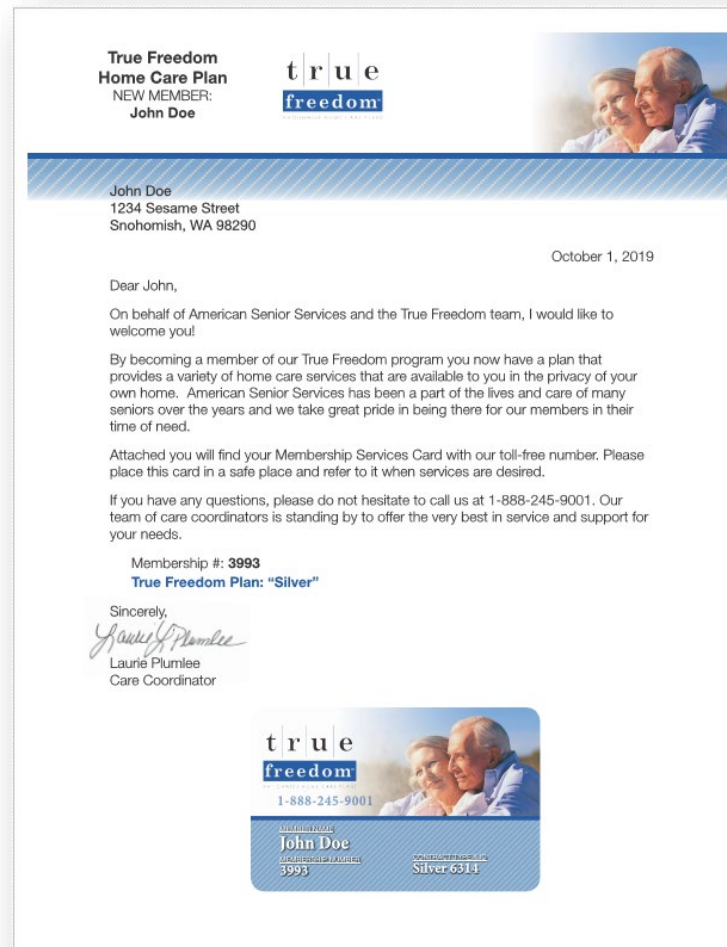 True Freedom
Home Care Plan
NEW MEMBER:
John Doe
true
freedom
John Doe
1234 Sesame Street
Snohomish, WA 98290
October 1, 2019
Dear John,
On behalf of American Senior Services and the True Freedom team, I would like to
welcome you!
By becoming a member of our True Freedom program you now have a plan that
provides a variety of home care services that are available to you in the privacy of your
own home.  American Senior Services has been a part of the lives and care of many
seniors over the years and we take great pride in being there for our members in their
time of need.
Attached you will find your Membership Services Card with our toll-free number. Please
place this card in a safe place and refer to it when services are desired.
If you have any questions, please do not hesitate to call us at 1-888-245-9001. Our
team of care coordinators is standing by to offer the very best in service and support for
your needs.
Membership #: 3993
True Freedom Plan: “Silver”
Sincerely,
Laurie L Plumlee
Laurie Plumlee
Care Coordinator
true
freedom
1-888-245-9001
MEMBER NAME
John Doe
MEMBERSHIP NUMBER
3993
Silver 6314